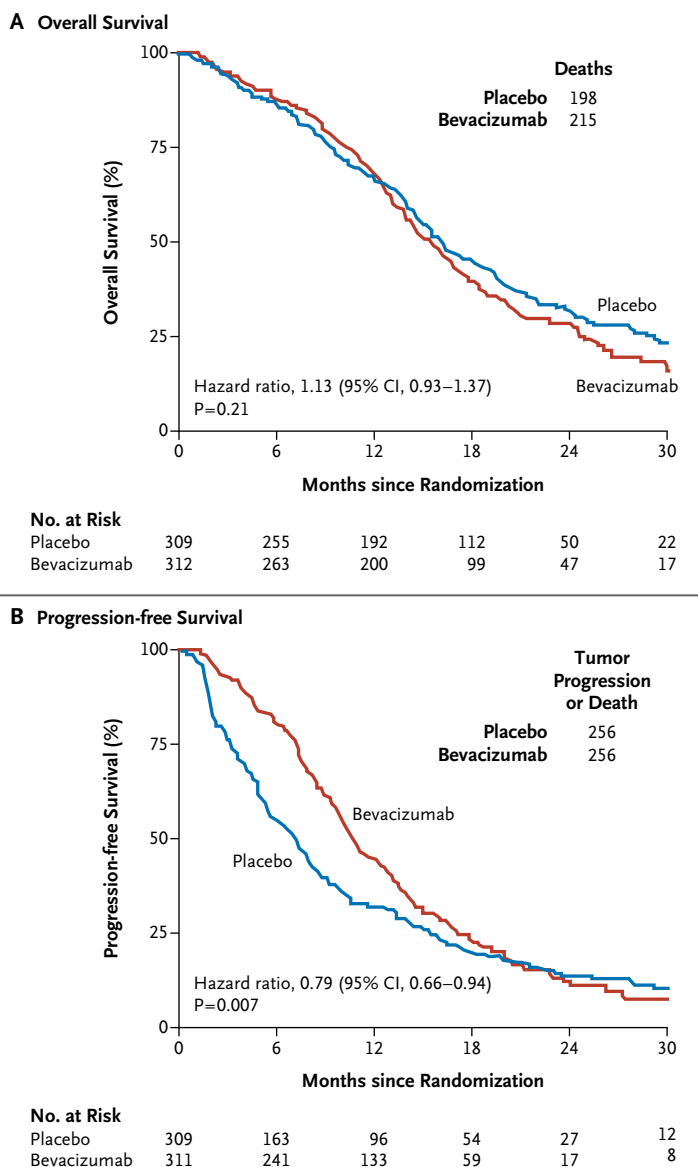 A Overall Survival
100
75
50
25
0
Overall Survival (%)
Deaths
Placebo 198
Bevacizumab 215
Placebo
Bevacizumab
Hazard ratio, 1.13 (95% CI, 0.93–1.37)
P=0.21
0 6 12 18 24 30
Months since Randomization
No. at Risk
Placebo 309 255 192 112 50 22
Bevacizumab 312 263 200 99 47 17
B Progression-free Survival
100
75
50
25
0
Progression-free Survival (%)
Tumor
Progression
or Death
Placebo 256
Bevacizumab 256
Bevacizumab
Placebo
Hazard ratio, 0.79 (95% CI, 0.66–0.94)
P=0.007
0 6 12 18 24 30
Months since Randomization
No. at Risk
Placebo 309 163 96 54 27 12
Bevacizumab 311 241 133 59 17 8